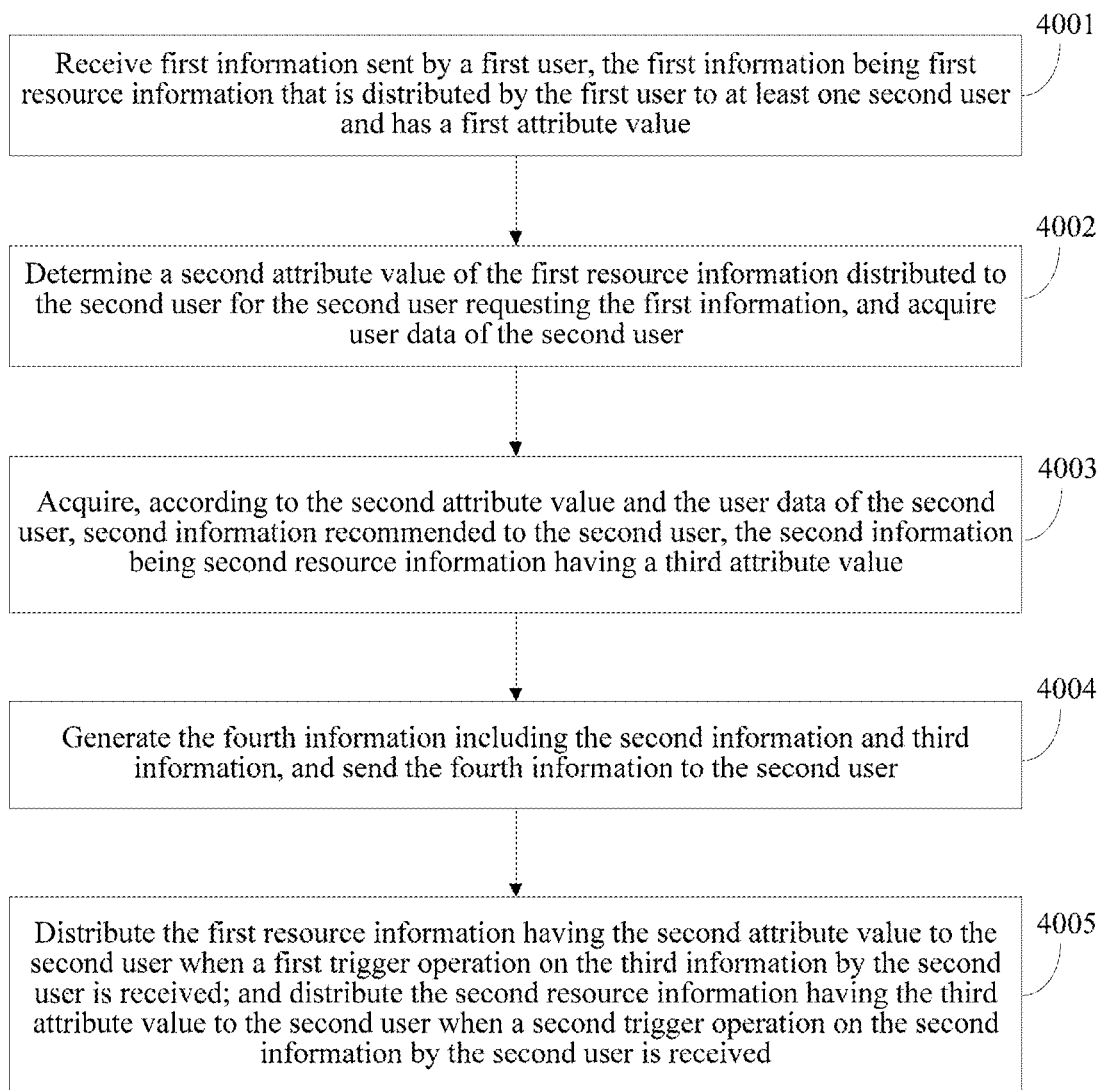 4001
Receive first information sent by a first user, the first information being first
resource information that is distributed by the first user to at least one second user
and has a first attribute value
4002
Determine a second attribute value of the first resource information distributed to
the second user for the second user requesting the first information, and acquire
user data of the second user
4003
Acquire, according to the second attribute value and the user data of the second
user, second information recommended to the second user, the second information
being second resource information having a third attribute value
4004
Generate the fourth information including the second information and third
information, and send the fourth information to the second user
4005
Distribute the first resource information having the second attribute value to the
second user when a first trigger operation on the third information by the second
user is received; and distribute the second resource information having the third
attribute value to the second user when a second trigger operation on the second
information by the second user is received